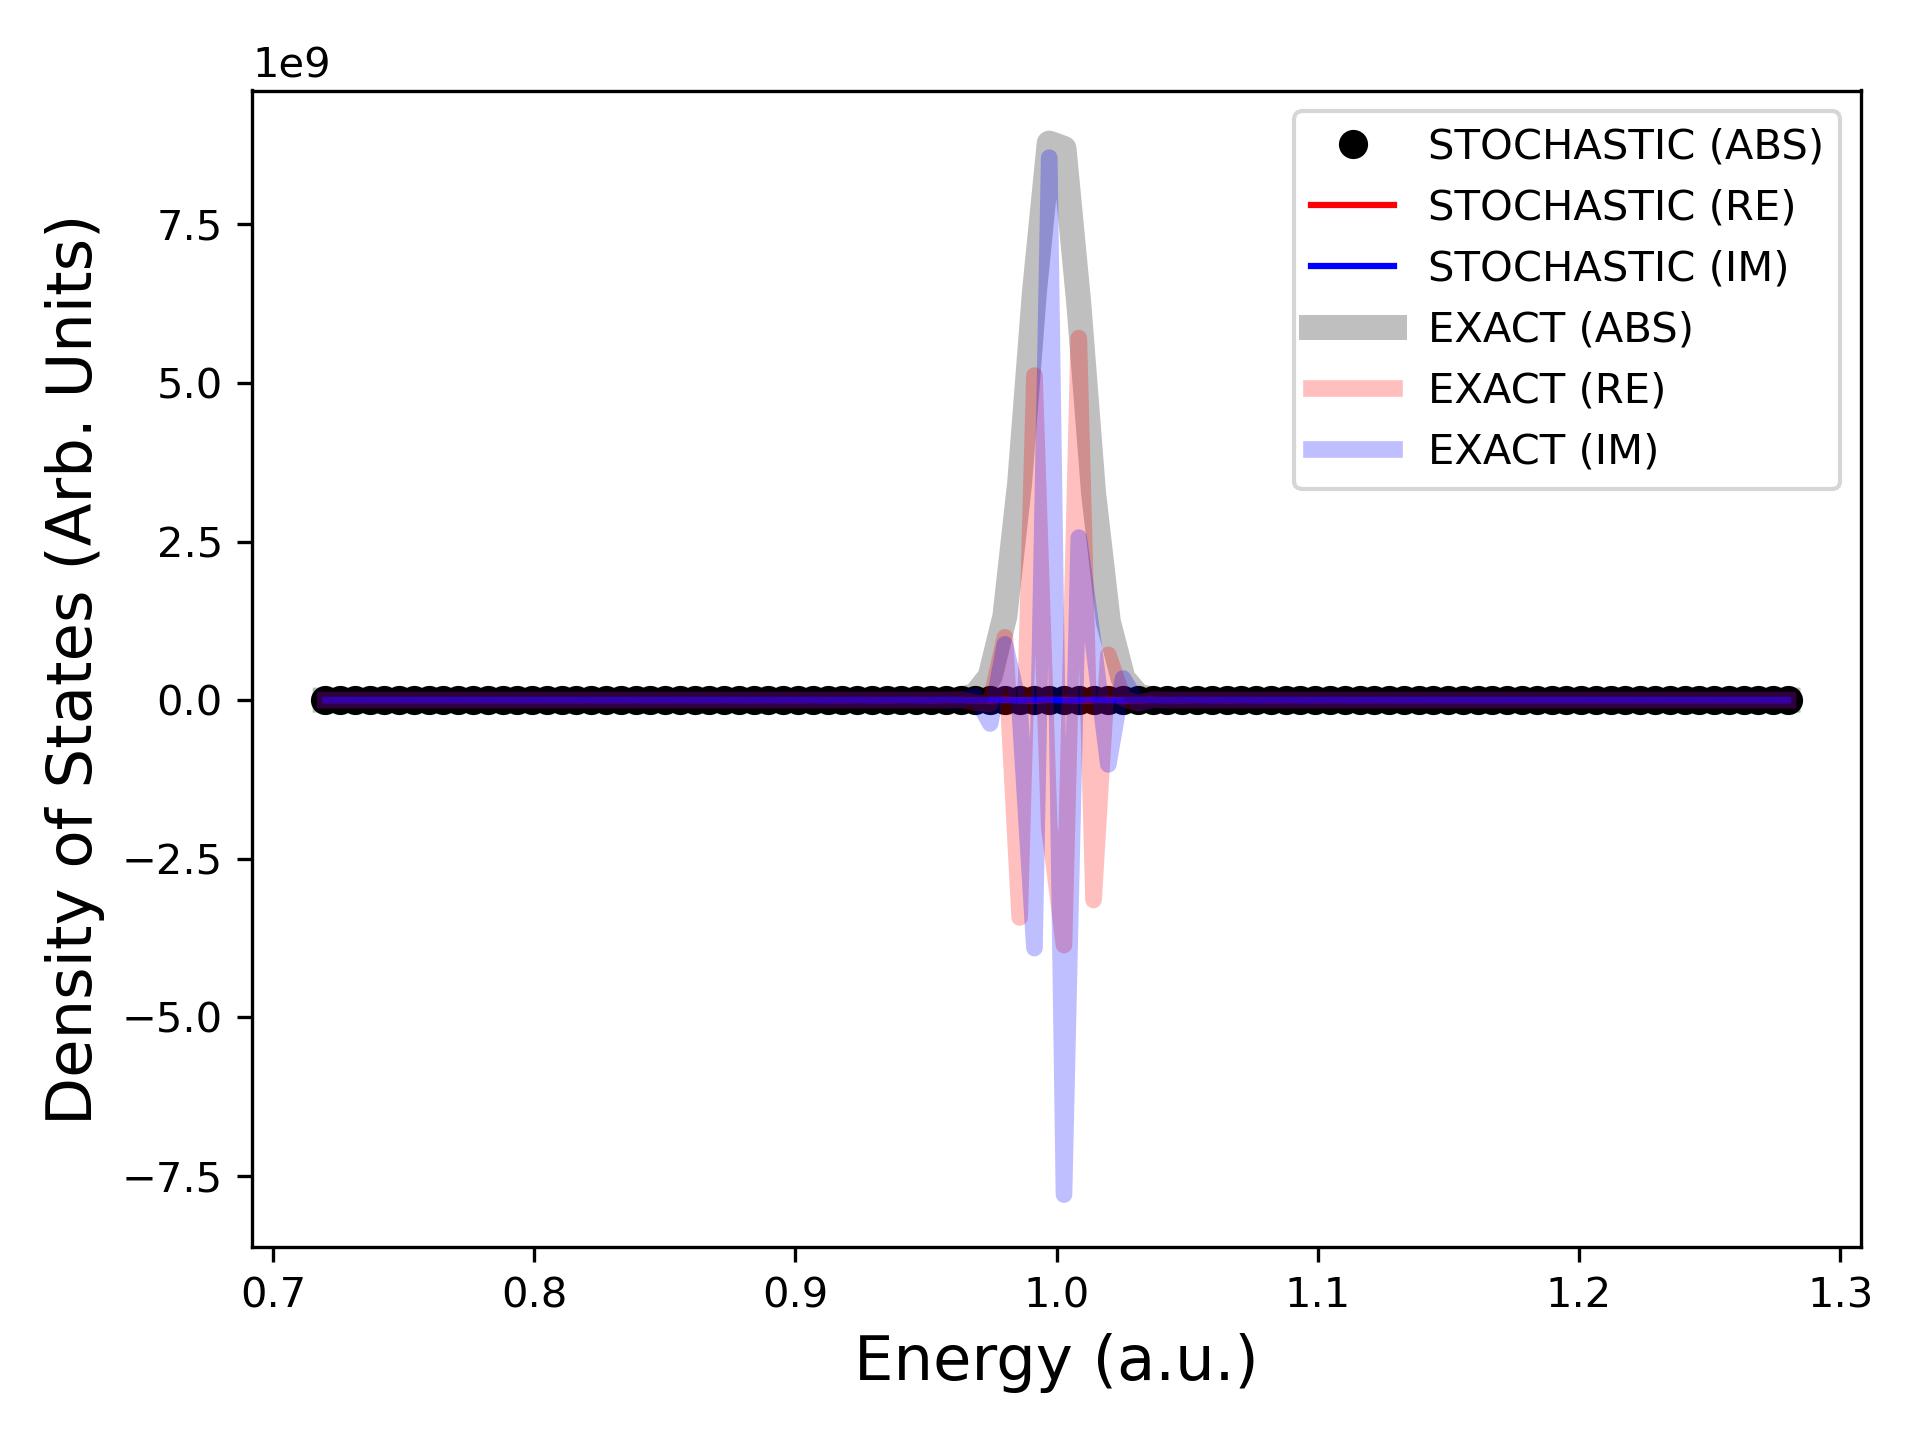 1e9
Density of States (Arb. Units)
7.5
5.0
2.5
0.0
−2.5
−5.0
−7.5
STOCHASTIC (ABS)
STOCHASTIC (RE)
STOCHASTIC (IM)
EXACT (ABS)
EXACT (RE)
EXACT (IM)
0.7 0.8 0.9 1.0 1.1 1.2 1.3
Energy (a.u.)